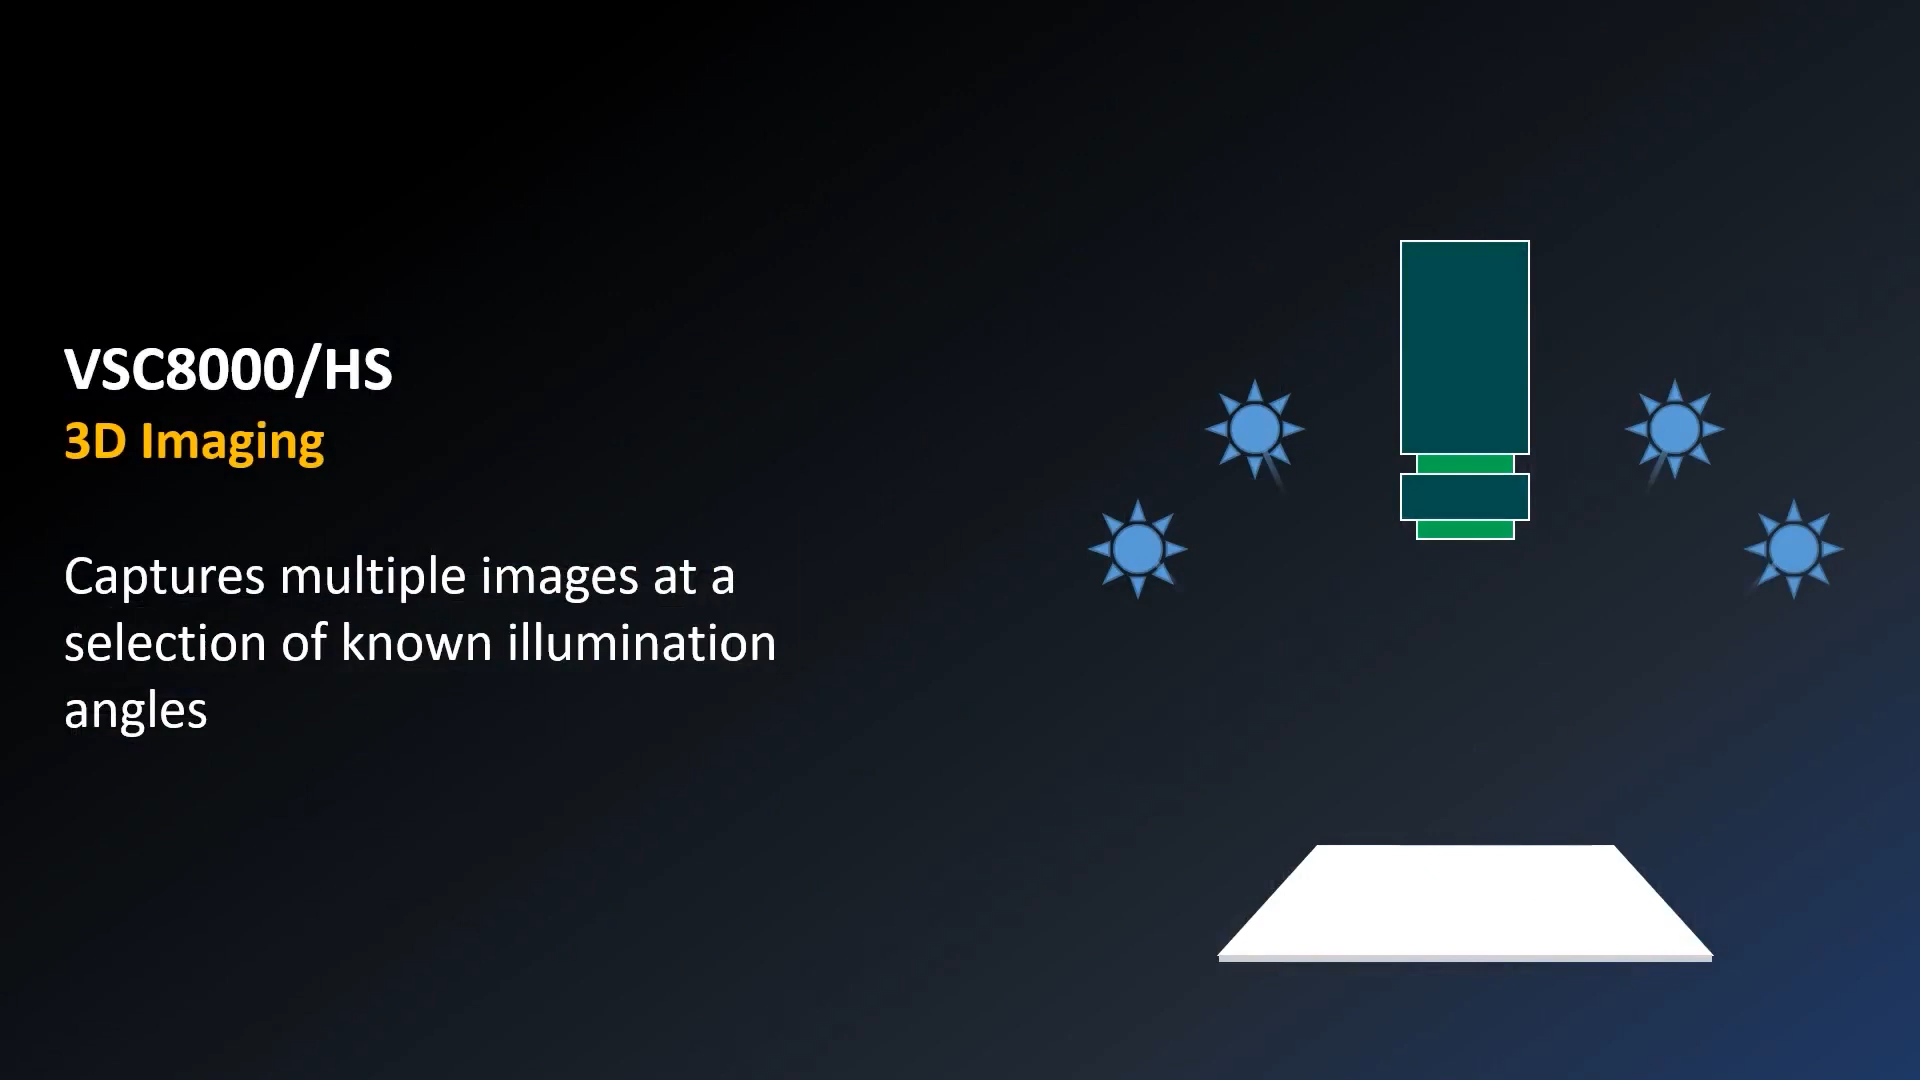 VSC8000/HS
3D Imaging
Captures multiple images at a
selection of known illumination
angles